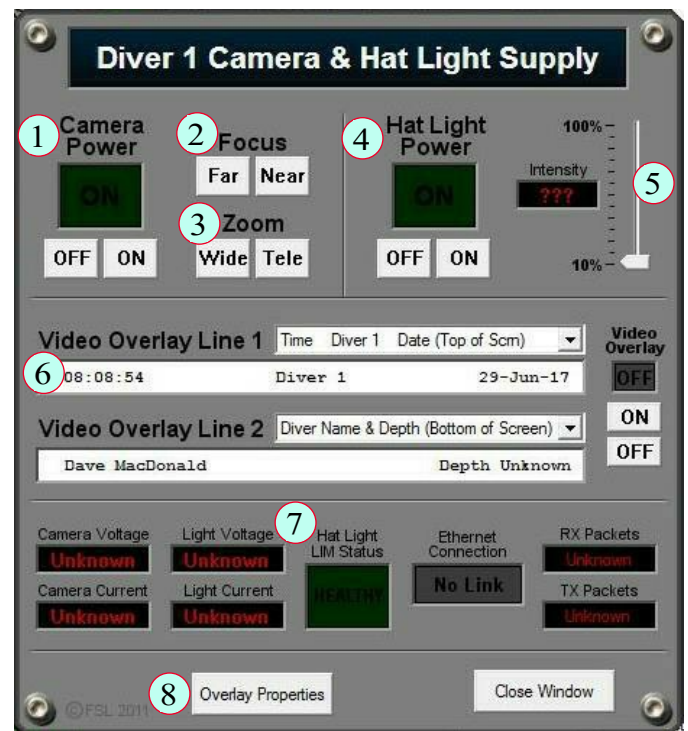 Diver 1 Camera & Hat Light Supply
1
Camera
Power
ON
OFF ON
2
Focus
Far Near
3
Zoom
Wide Tele
4
Hat Light
Power
ON
OFF ON
Intensity
???
100%
10%
5
Video Overlay Line 1 Time Diver 1 Date (Top of Scrn)
6
08:08:54 Diver 1 29-Jun-17
Video Overlay Line 2 Diver Name & Depth (Bottom of Screen)
Dave MacDonald Depth Unknown
Video
Overlay
OFF
ON
OFF
Camera Voltage
Unknown
Camera Current
Unknown
Light Voltage
Unknown
Light Current
Unknown
7
Hat Light
LIM Status
HEALTHY
Ethernet
Connection
No Link
RX Packets
Unknown
TX Packets
Unknown
8
Overlay Properties
Close Window
©FSL 2011